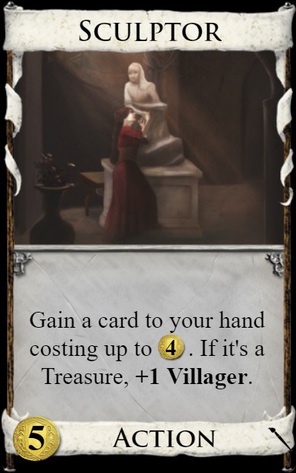 SCULPTOR
Gain a card to your hand
costing up to 4. If it's a
Treasure, +1 Villager.
5 ACTION